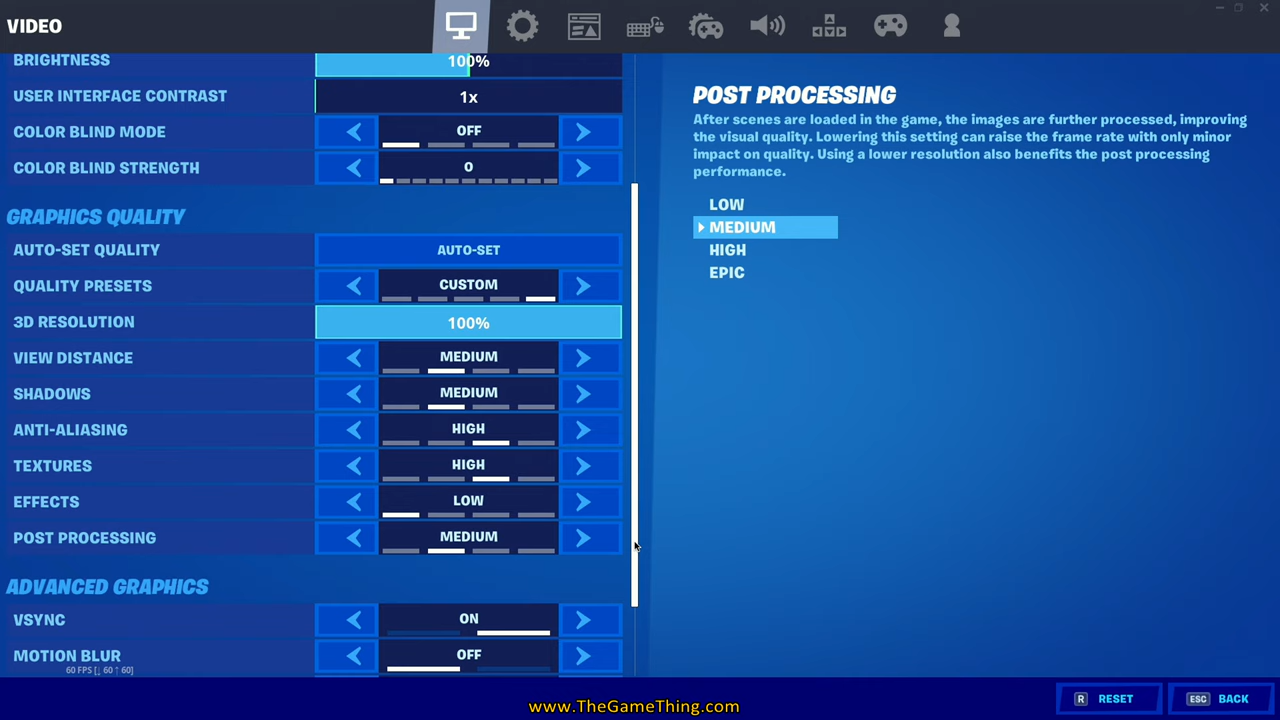 VIDEO
BRIGHTNESS 100%
USER INTERFACE CONTRAST 1x
COLOR BLIND MODE OFF
COLOR BLIND STRENGTH 0
GRAPHICS QUALITY
AUTO-SET QUALITY AUTO-SET
QUALITY PRESETS CUSTOM
3D RESOLUTION 100%
VIEW DISTANCE MEDIUM
SHADOWS MEDIUM
ANTI-ALIASING HIGH
TEXTURES HIGH
EFFECTS LOW
POST PROCESSING MEDIUM
ADVANCED GRAPHICS
VSYNC ON
MOTION BLUR OFF
60 FPS [↓ 60 ↑ 60]
POST PROCESSING
After scenes are loaded in the game, the images are further processed, improving
the visual quality. Lowering this setting can raise the frame rate with only minor
impact on quality. Using a lower resolution also benefits the post processing
performance.
LOW
MEDIUM
HIGH
EPIC
R RESET
ESC BACK
www.TheGameThing.com